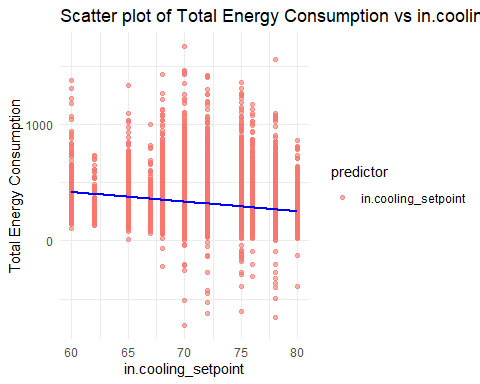 Scatter plot of Total Energy Consumption vs in.coolin
Total Energy Consumption
1000
0
60
65
70
75
80
in.cooling_setpoint
predictor
in.cooling_setpoint